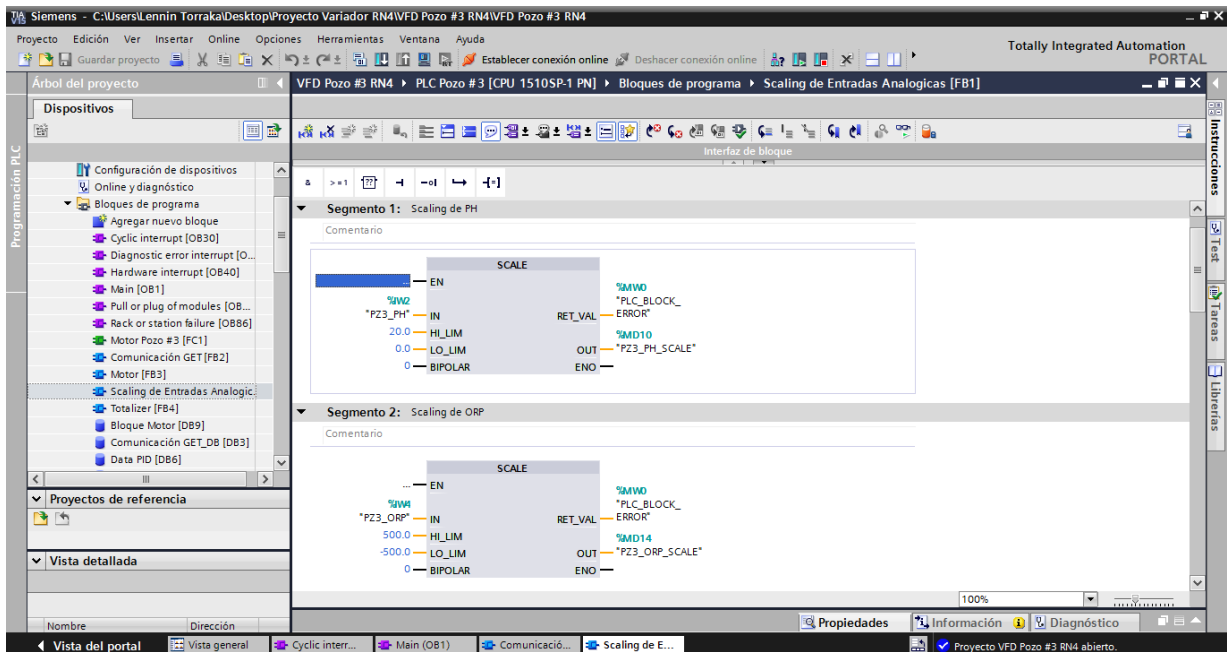 Siemens - C:\Users\Lennin Torraka\Desktop\Proyecto Variador RN4\VFD Pozo #3 RN4\VFD Pozo #3 RN4
Proyecto Edición Ver Insertar Online Opciones Herramientas Ventana Ayuda
Totally Integrated Automation
PORTAL
Guardar proyecto
Establecer conexión online
Deshacer conexión online
Árbol del proyecto
VFD Pozo #3 RN4 PLC Pozo #3 [CPU 1510SP-1 PN] Bloques de programa Scaling de Entradas Analogicas [FB1]
Dispositivos
Programación PLC
Configuración de dispositivos
Online y diagnóstico
Bloques de programa
Agregar nuevo bloque
Cyclic interrupt [OB30]
Diagnostic error interrupt [O...
Hardware interrupt [OB40]
Main [OB1]
Pull or plug of modules [OB...
Rack or station failure [OB86]
Motor Pozo #3 [FC1]
Comunicación GET [FB2]
Motor [FB3]
Scaling de Entradas Analogic.
Totalizer [FB4]
Bloque Motor [DB9]
Comunicación GET_DB [DB3]
Data PID [DB6]
Proyectos de referencia
Vista detallada
Nombre Dirección
Interfaz de bloque
& >=1 ??
Segmento 1: Scaling de PH
Comentario
SCALE
... EN
%MW0
%IW2 "PLC_BLOCK_
"PZ3_PH" IN RET_VAL ERROR"
20.0 HI_LIM %MD10
0.0 LO_LIM OUT "PZ3_PH_SCALE"
0 BIPOLAR ENO
Segmento 2: Scaling de ORP
Comentario
SCALE
... EN
%MW0
%IW4 "PLC_BLOCK_
"PZ3_ORP" IN RET_VAL ERROR"
500.0 HI_LIM %MD14
-500.0 LO_LIM OUT "PZ3_ORP_SCALE"
0 BIPOLAR ENO
100%
Propiedades Información Diagnóstico
Instrucciones
Test
Tareas
Librerías
Vista del portal Vista general Cyclic interr... Main (OB1) Comunicació... Scaling de E... Proyecto VFD Pozo #3 RN4 abierto.